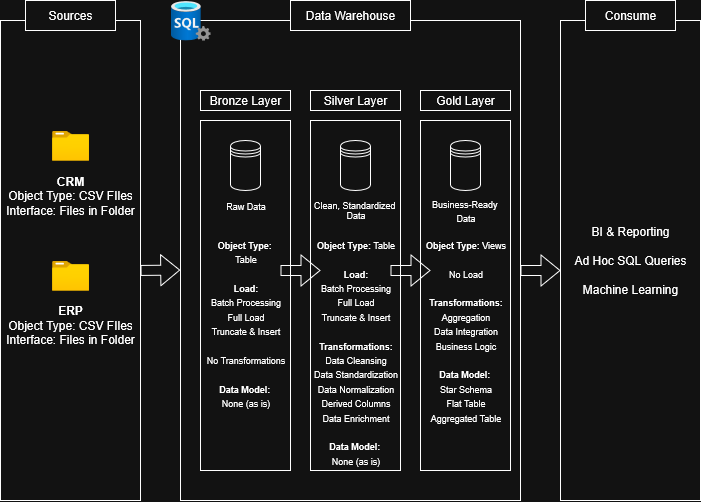 Sources
CRM
Object Type: CSV FIles
Interface: Files in Folder
ERP
Object Type: CSV FIles
Interface: Files in Folder
SQL
Data Warehouse
Bronze Layer
Raw Data
Object Type:
Table
Load:
Batch Processing
Full Load
Truncate & Insert
No Transformations
Data Model:
None (as is)
Silver Layer
Clean, Standardized
Data
Object Type: Table
Load:
Batch Processing
Full Load
Truncate & Insert
Transformations:
Data Cleansing
Data Standardization
Data Normalization
Derived Columns
Data Enrichment
Data Model:
None (as is)
Gold Layer
Business-Ready
Data
Object Type: Views
No Load
Transformations:
Aggregation
Data Integration
Business Logic
Data Model:
Star Schema
Flat Table
Aggregated Table
Consume
BI & Reporting
Ad Hoc SQL Queries
Machine Learning